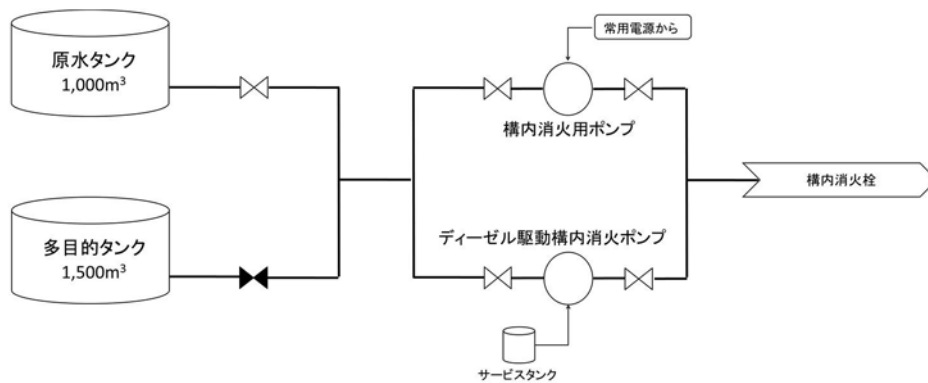 常用電源から
原水タンク
1,000m³
構内消火用ポンプ
構内消火栓
多目的タンク
1,500m³
ディーゼル駆動構内消火ポンプ
サービスタンク